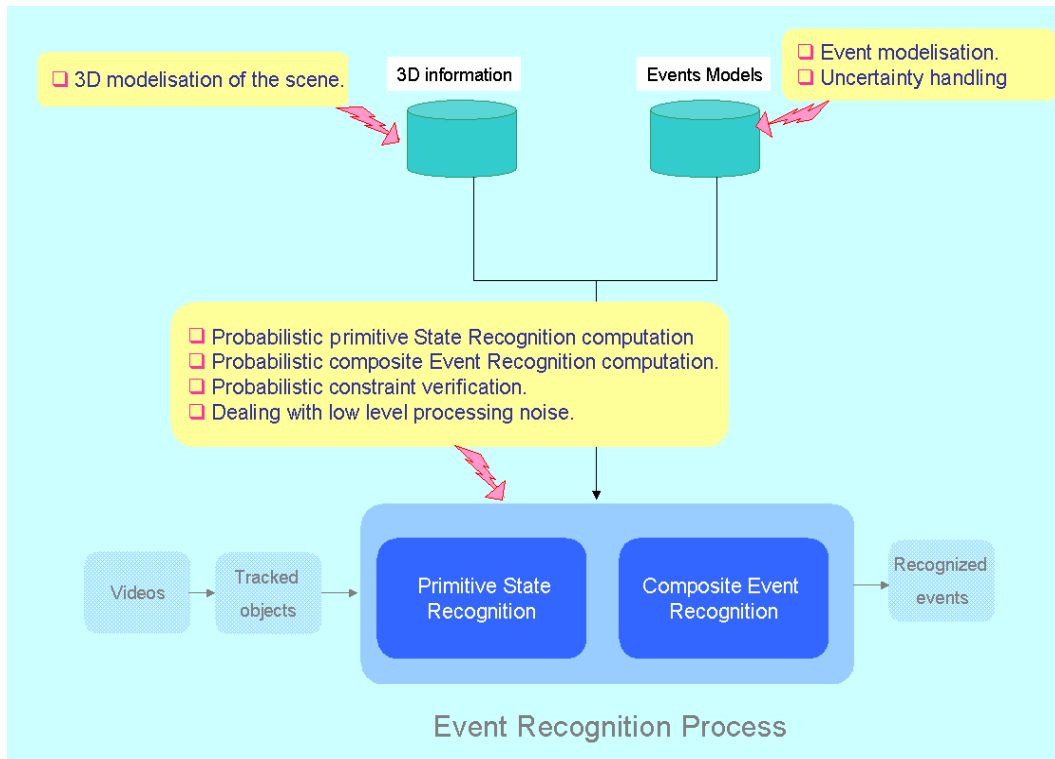 ❑ 3D modelisation of the scene.
3D information
Events Models
❑ Event modelisation.
❑ Uncertainty handling
❑ Probabilistic primitive State Recognition computation
❑ Probabilistic composite Event Recognition computation.
❑ Probabilistic constraint verification.
❑ Dealing with low level processing noise.
Videos
Tracked
objects
Primitive State
Recognition
Composite Event
Recognition
Recognized
events
Event Recognition Process